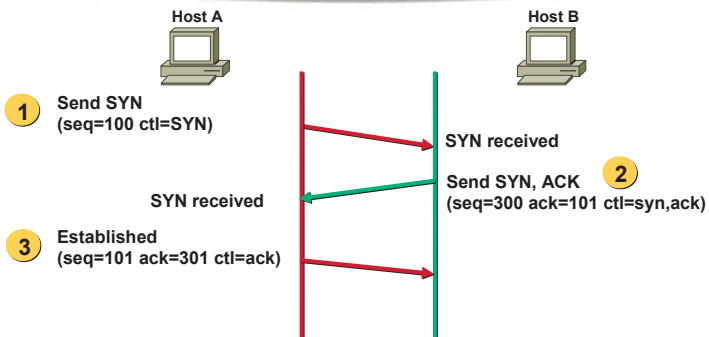 Host A
Host B
1
Send SYN
(seq=100 ctl=SYN)
SYN received
Send SYN, ACK
2
(seq=300 ack=101 ctl=syn,ack)
SYN received
3
Established
(seq=101 ack=301 ctl=ack)